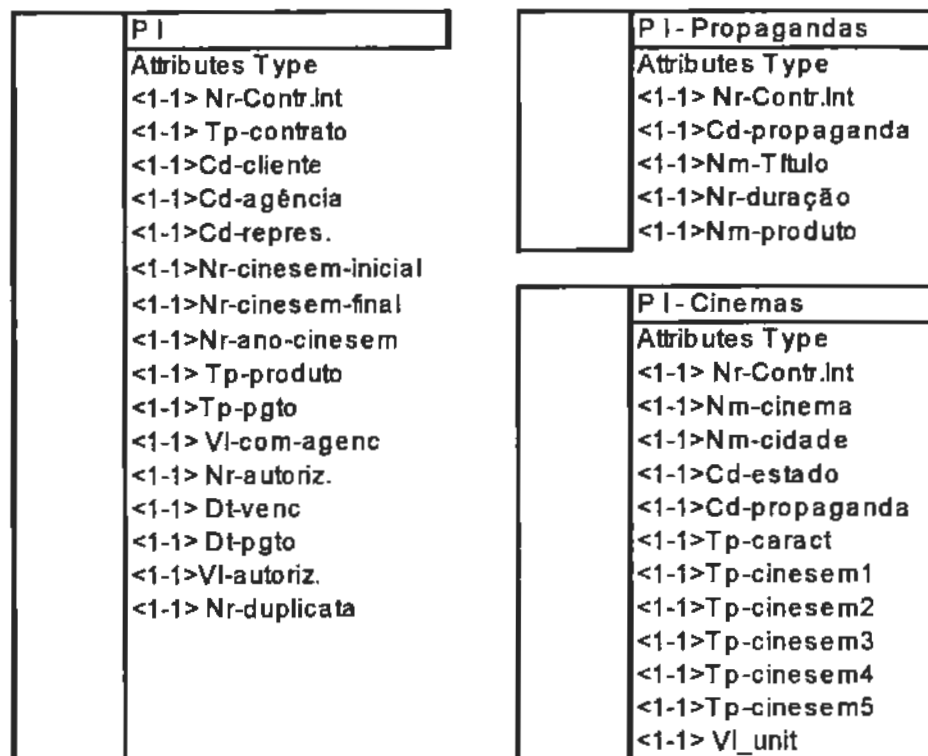 P I
Attributes Type
<1-1> Nr-Contr.Int
<1-1> Tp-contrato
<1-1>Cd-cliente
<1-1>Cd-agência
<1-1>Cd-repres.
<1-1>Nr-cinesem-inicial
<1-1>Nr-cinesem-final
<1-1>Nr-ano-cinesem
<1-1> Tp-produto
<1-1>Tp-pgto
<1-1> Vl-com-agenc
<1-1> Nr-autoriz.
<1-1> Dt-venc
<1-1> Dt-pgto
<1-1>Vl-autoriz.
<1-1> Nr-duplicata
P I - Propagandas
Attributes Type
<1-1> Nr-Contr.Int
<1-1>Cd-propaganda
<1-1>Nm-Título
<1-1>Nr-duração
<1-1>Nm-produto
P I - Cinemas
Attributes Type
<1-1> Nr-Contr.Int
<1-1>Nm-cinema
<1-1>Nm-cidade
<1-1>Cd-estado
<1-1>Cd-propaganda
<1-1>Tp-caract
<1-1>Tp-cinesem1
<1-1>Tp-cinesem2
<1-1>Tp-cinesem3
<1-1>Tp-cinesem4
<1-1>Tp-cinesem5
<1-1> Vl_unit